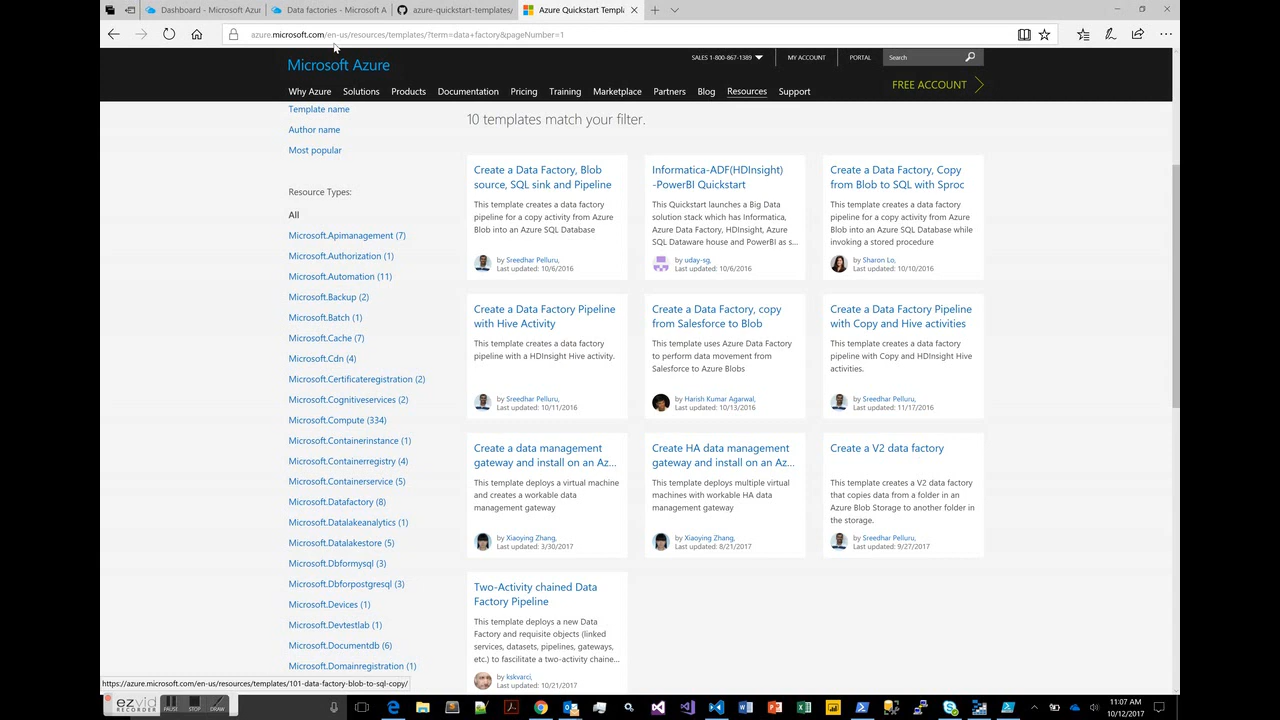 Dashboard - Microsoft Azur
Data factories - Microsoft A
azure-quickstart-templates/
Azure Quickstart Templ
azure.microsoft.com/en-us/resources/templates/?term=data+factory&pageNumber=1
Microsoft Azure
SALES 1-800-867-1389
MY ACCOUNT
PORTAL
Search
FREE ACCOUNT
Why Azure
Solutions
Products
Documentation
Pricing
Training
Marketplace
Partners
Blog
Resources
Support
Template name
Author name
Most popular
Resource Types:
All
Microsoft.Apimanagement (7)
Microsoft.Authorization (1)
Microsoft.Automation (11)
Microsoft.Backup (2)
Microsoft.Batch (1)
Microsoft.Cache (7)
Microsoft.Cdn (4)
Microsoft.Certificateregistration (2)
Microsoft.Cognitiveservices (2)
Microsoft.Compute (334)
Microsoft.Containerinstance (1)
Microsoft.Containerregistry (4)
Microsoft.Containerservice (5)
Microsoft.Datafactory (8)
Microsoft.Datalakeanalytics (1)
Microsoft.Datalakestore (5)
Microsoft.Dbformysql (3)
Microsoft.Dbforpostgresql (3)
Microsoft.Devices (1)
Microsoft.Devtestlab (1)
Microsoft.Documentdb (6)
Microsoft.Domainregistration (1)
10 templates match your filter.
Create a Data Factory, Blob
source, SQL sink and Pipeline
This template creates a data factory
pipeline for a copy activity from Azure
Blob into an Azure SQL Database
by Sreedhar Pelluru,
Last updated: 10/6/2016
Informatica-ADF(HDInsight)
-PowerBI Quickstart
This Quickstart launches a Big Data
solution stack which has Informatica,
Azure Data Factory, HDInsight, Azure
SQL Dataware house and PowerBI as s...
by uday-sg,
Last updated: 10/6/2016
Create a Data Factory, Copy
from Blob to SQL with Sproc
This template creates a data factory
pipeline for a copy activity from Azure
Blob into an Azure SQL Database while
invoking a stored procedure
by Sharon Lo,
Last updated: 10/10/2016
Create a Data Factory Pipeline
with Hive Activity
This template creates a data factory
pipeline with a HDInsight Hive activity.
by Sreedhar Pelluru,
Last updated: 10/11/2016
Create a Data Factory, copy
from Salesforce to Blob
This template uses Azure Data Factory
to perform data movement from
Salesforce to Azure Blobs
by Harish Kumar Agarwal,
Last updated: 10/13/2016
Create a Data Factory Pipeline
with Copy and Hive activities
This template creates a data factory
pipeline with Copy and HDInsight Hive
activities.
by Sreedhar Pelluru,
Last updated: 11/17/2016
Create a data management
gateway and install on an Az...
This template deploys a virtual machine
and creates a workable data
management gateway
by Xiaoying Zhang,
Last updated: 3/30/2017
Create HA data management
gateway and install on an Az...
This template deploys multiple virtual
machines with workable HA data
management gateway
by Xiaoying Zhang,
Last updated: 8/21/2017
Create a V2 data factory
This template creates a V2 data factory
that copies data from a folder in an
Azure Blob Storage to another folder in
the storage.
by Sreedhar Pelluru,
Last updated: 9/27/2017
Two-Activity chained Data
Factory Pipeline
This template deploys a new Data
Factory and requisite objects (linked
services, datasets, pipelines, gateways,
etc.) to fascilitate a two-activity chaine...
by kskvarci,
Last updated: 10/21/2017
https://azure.microsoft.com/en-us/resources/templates/101-data-factory-blob-to-sql-copy/
ezvid
RECORDER
PAUSE
STOP
DRAW
11:07 AM
10/12/2017